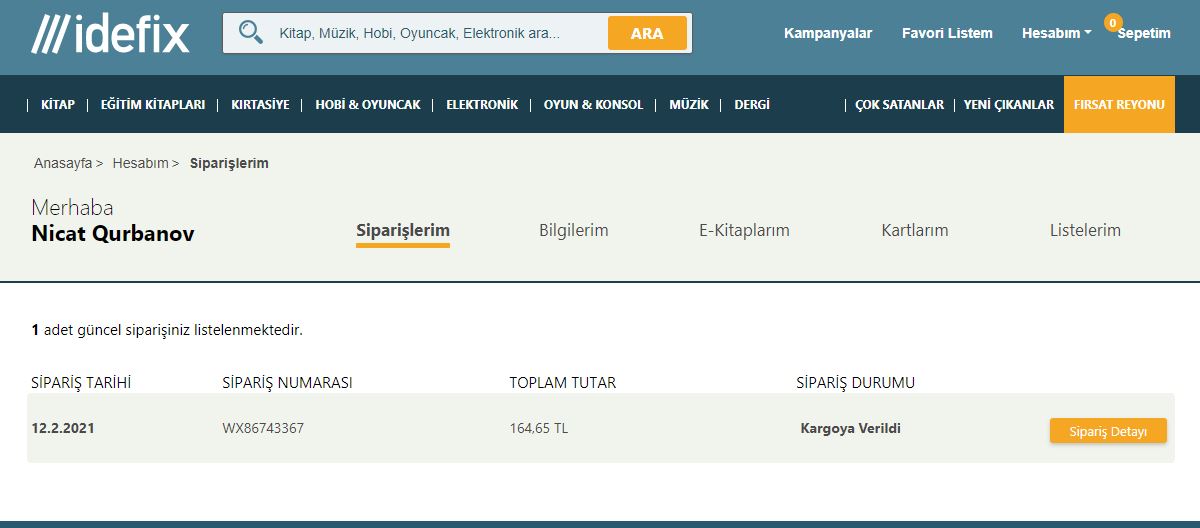 idefix
Kitap, Müzik, Hobi, Oyuncak, Elektronik ara...
ARA
Kampanyalar
Favori Listem
Hesabım
0
Sepetim
KİTAP
EĞİTİM KİTAPLARI
KIRTASİYE
HOBİ & OYUNCAK
ELEKTRONİK
OYUN & KONSOL
MÜZİK
DERGİ
ÇOK SATANLAR
YENİ ÇIKANLAR
FIRSAT REYONU
Anasayfa > Hesabım > Siparişlerim
Merhaba
Nicat Qurbanov
Siparişlerim
Bilgilerim
E-Kitaplarım
Kartlarım
Listelerim
1 adet güncel siparişiniz listelenmektedir.
SİPARİŞ TARİHİ
SİPARİŞ NUMARASI
TOPLAM TUTAR
SİPARİŞ DURUMU
12.2.2021
WX86743367
164,65 TL
Kargoya Verildi
Sipariş Detayı